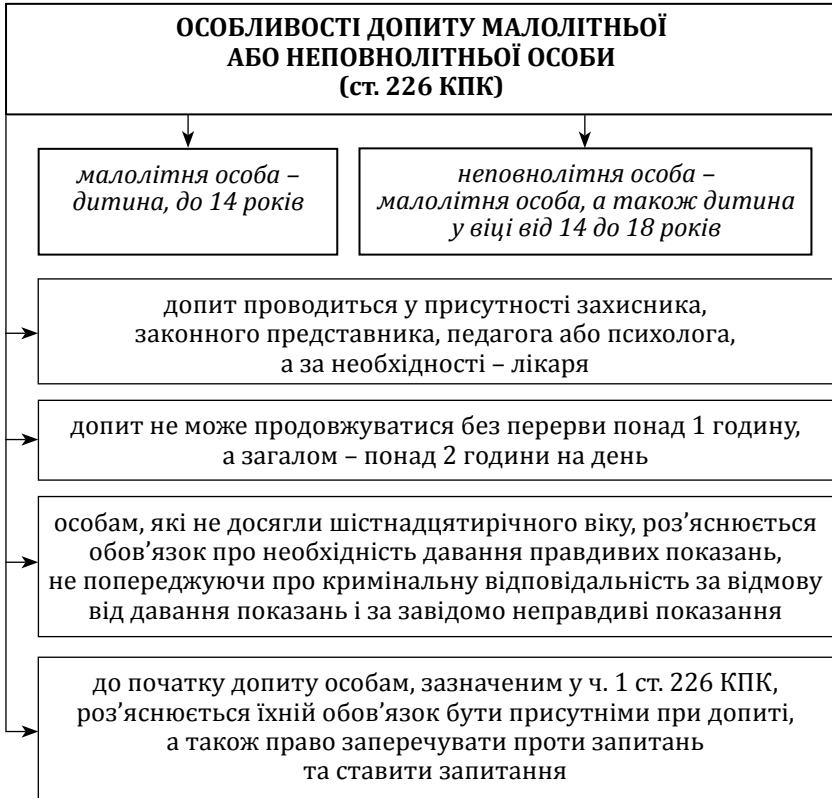 ОСОБЛИВОСТІ ДОПИТУ МАЛОЛІТНЬОЇ
АБО НЕПОВНОЛІТНЬОЇ ОСОБИ
(ст. 226 КПК)
малолітня особа –
дитина, до 14 років
неповнолітня особа –
малолітня особа, а також дитина
у віці від 14 до 18 років
допит проводиться у присутності захисника,
законного представника, педагога або психолога,
а за необхідності – лікаря
допит не може продовжуватися без перерви понад 1 годину,
а загалом – понад 2 години на день
особам, які не досягли шістнадцятирічного віку, роз’яснюється
обов’язок про необхідність давання правдивих показань,
не попереджуючи про кримінальну відповідальність за відмову
від давання показань і за завідомо неправдиві показання
до початку допиту особам, зазначеним у ч. 1 ст. 226 КПК,
роз’яснюється їхній обов’язок бути присутніми при допиті,
а також право заперечувати проти запитань
та ставити запитання